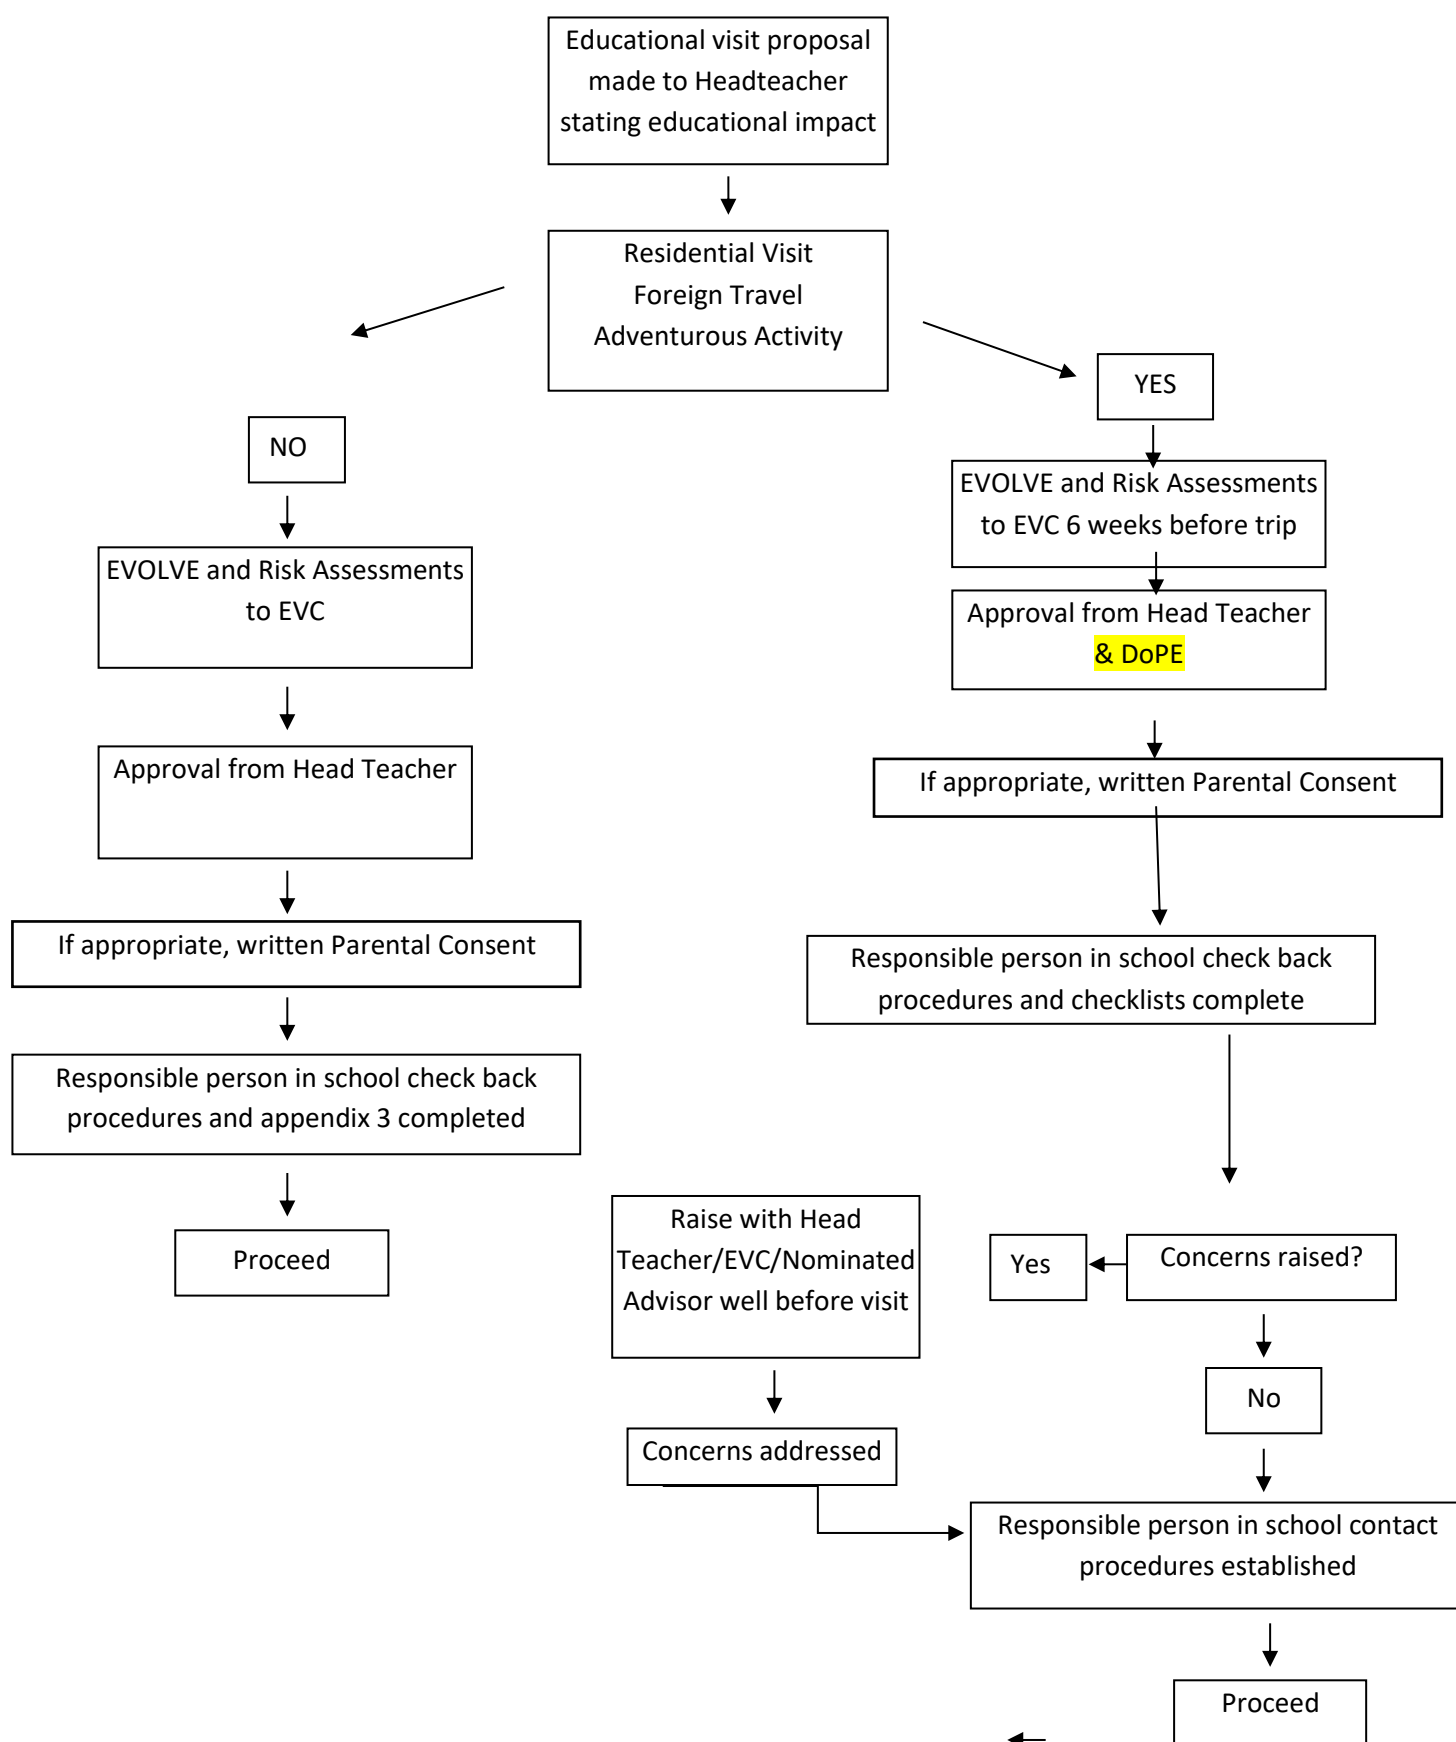 Educational visit proposal
made to Headteacher
stating educational impact
Residential Visit
Foreign Travel
Adventurous Activity
NO
EVOLVE and Risk Assessments
to EVC
Approval from Head Teacher
If appropriate, written Parental Consent
Responsible person in school check back
procedures and appendix 3 completed
Proceed
YES
EVOLVE and Risk Assessments
to EVC 6 weeks before trip
Approval from Head Teacher
& DoPE
If appropriate, written Parental Consent
Responsible person in school check back
procedures and checklists complete
Concerns raised?
Yes
Raise with Head
Teacher/EVC/Nominated
Advisor well before visit
Concerns addressed
No
Responsible person in school contact
procedures established
Proceed